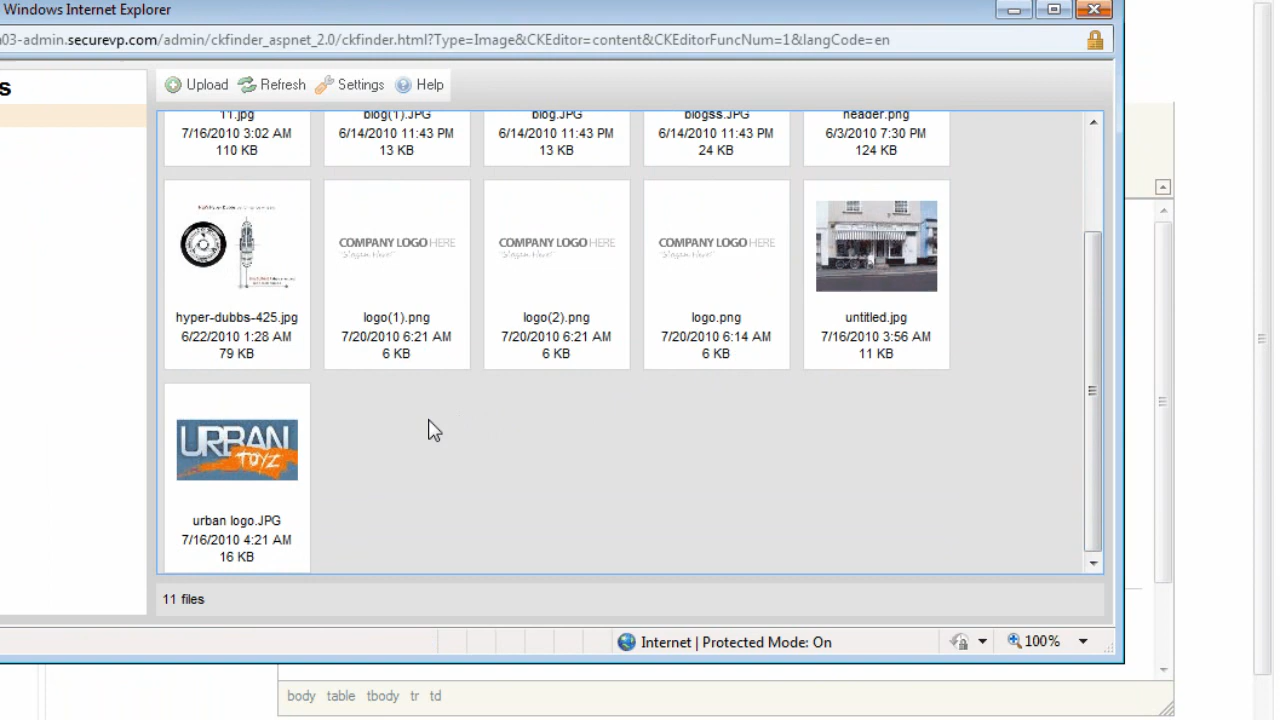 Windows Internet Explorer
a03-admin.securevp.com/admin/ckfinder_aspnet_2.0/ckfinder.html?Type=Image&CKEditor=content&CKEditorFuncNum=1&langCode=en
s
Upload Refresh Settings Help
11.jpg
7/16/2010 3:02 AM
110 KB
blog(1).JPG
6/14/2010 11:43 PM
13 KB
blog.JPG
6/14/2010 11:43 PM
13 KB
blogss.JPG
6/14/2010 11:43 PM
24 KB
header.png
6/3/2010 7:30 PM
124 KB
hyper-dubbs-425.jpg
6/22/2010 1:28 AM
79 KB
COMPANY LOGO HERE
"Slogan Here"
logo(1).png
7/20/2010 6:21 AM
6 KB
COMPANY LOGO HERE
"Slogan Here"
logo(2).png
7/20/2010 6:21 AM
6 KB
COMPANY LOGO HERE
"Slogan Here"
logo.png
7/20/2010 6:14 AM
6 KB
untitled.jpg
7/16/2010 3:56 AM
11 KB
URBAN
TOYZ
urban logo.JPG
7/16/2010 4:21 AM
16 KB
11 files
Internet | Protected Mode: On
100%
body table tbody tr td